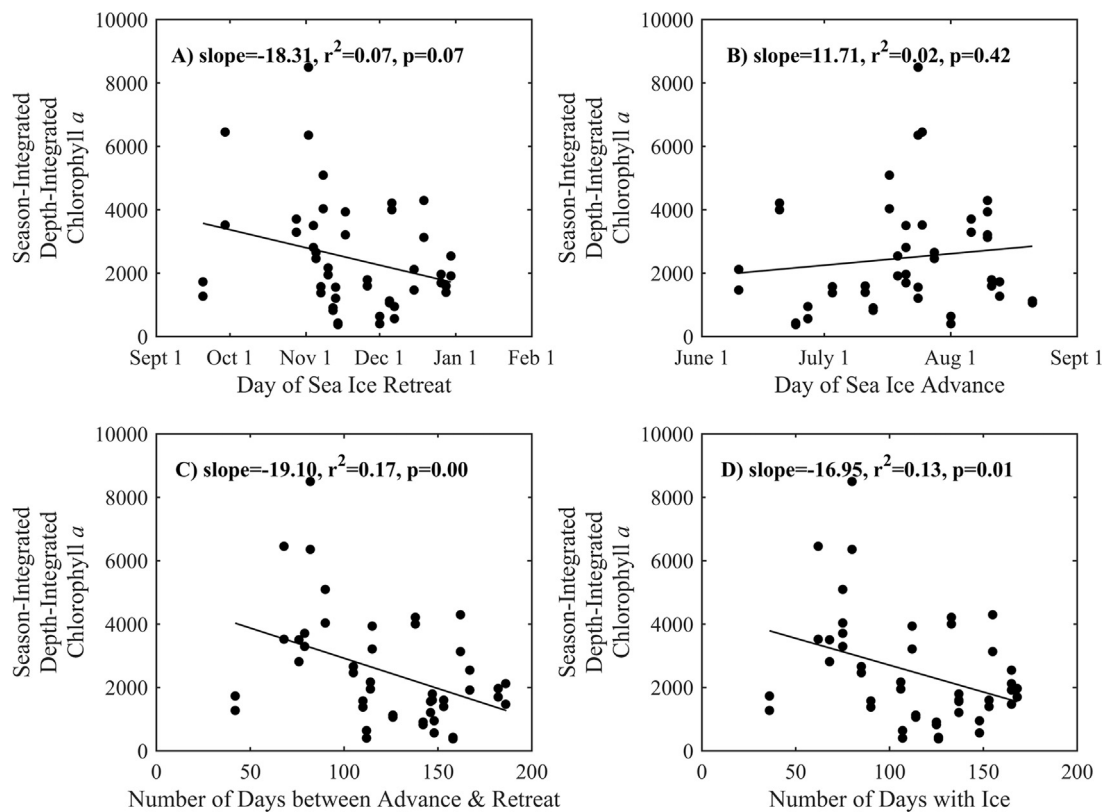 A) slope=-18.31, r²=0.07, p=0.07
10000
8000
6000
4000
2000
0
Season-Integrated
Depth-Integrated
Chlorophyll a
Sept 1 Oct 1 Nov 1 Dec 1 Jan 1 Feb 1
Day of Sea Ice Retreat
B) slope=11.71, r²=0.02, p=0.42
10000
8000
6000
4000
2000
0
Season-Integrated
Depth-Integrated
Chlorophyll a
June 1 July 1 Aug 1 Sept 1
Day of Sea Ice Advance
C) slope=-19.10, r²=0.17, p=0.00
10000
8000
6000
4000
2000
0
Season-Integrated
Depth-Integrated
Chlorophyll a
0 50 100 150 200
Number of Days between Advance & Retreat
D) slope=-16.95, r²=0.13, p=0.01
10000
8000
6000
4000
2000
0
Season-Integrated
Depth-Integrated
Chlorophyll a
0 50 100 150 200
Number of Days with Ice